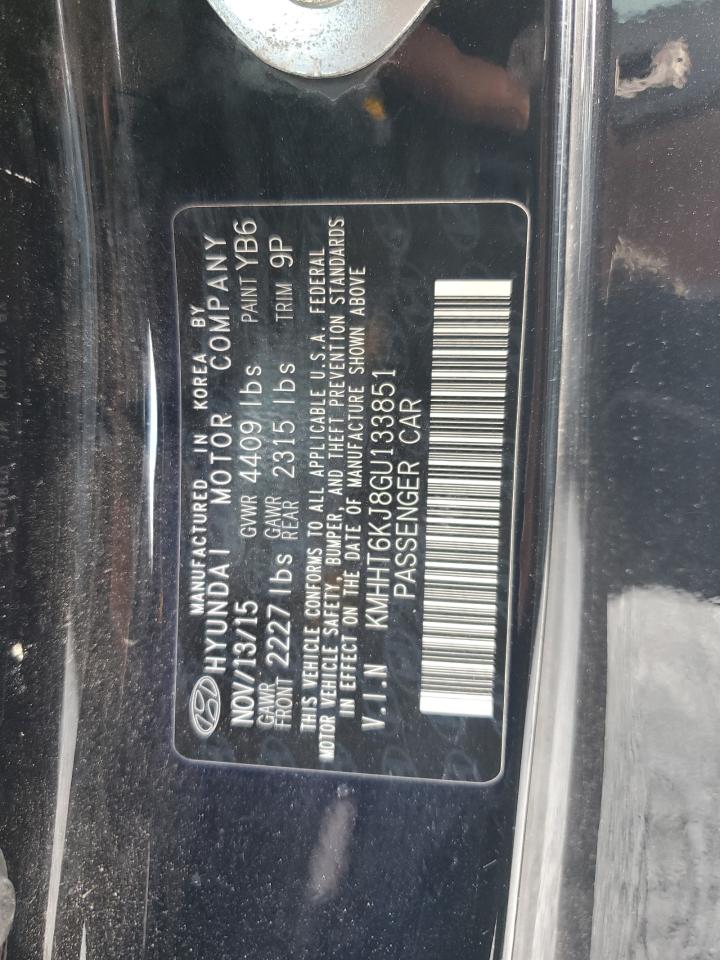 MANUFACTURED IN KOREA BY
HYUNDAI MOTOR COMPANY
NOV/13/15 GVWR 4409 lbs PAINT YB6
GAWR FRONT 2227 lbs GAWR REAR 2315 lbs TRIM 9P
THIS VEHICLE CONFORMS TO ALL APPLICABLE U.S.A. FEDERAL
MOTOR VEHICLE SAFETY, BUMPER, AND THEFT PREVENTION STANDARDS
IN EFFECT ON THE DATE OF MANUFACTURE SHOWN ABOVE
V.I.N KMHHT6KJ8GU133851
PASSENGER CAR